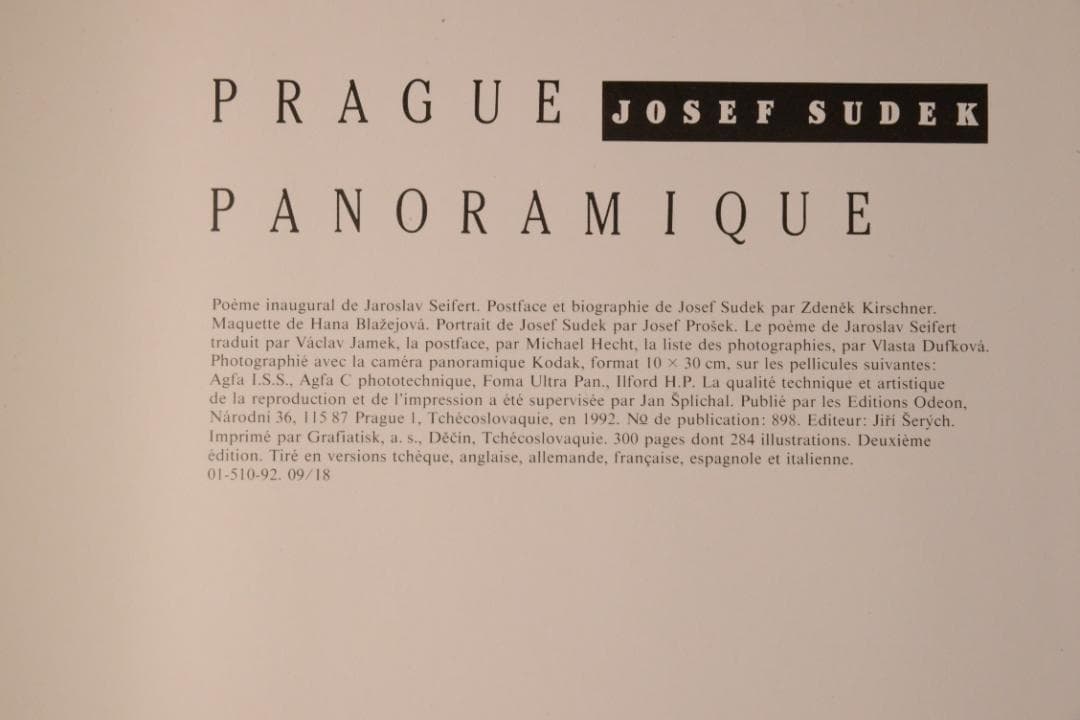 PRAGUE JOSEF SUDEK
PANORAMIQUE
Poème inaugural de Jaroslav Seifert. Postface et biographie de Josef Sudek par Zdeněk Kirschner.
Maquette de Hana Blažejová. Portrait de Josef Sudek par Josef Prošek. Le poème de Jaroslav Seifert
traduit par Václav Jamek, la postface, par Michael Hecht, la liste des photographies, par Vlasta Dufková.
Photographié avec la caméra panoramique Kodak, format 10 × 30 cm, sur les pellicules suivantes:
Agfa I.S.S., Agfa C phototechnique, Foma Ultra Pan., Ilford H.P. La qualité technique et artistique
de la reproduction et de l'impression a été supervisée par Jan Šplichal. Publié par les Editions Odeon,
Národní 36, 115 87 Prague 1, Tchécoslovaquie, en 1992. Nº de publication: 898. Editeur: Jiří Šerých.
Imprimé par Grafiatisk, a. s., Děčín, Tchécoslovaquie. 300 pages dont 284 illustrations. Deuxième
édition. Tiré en versions tchèque, anglaise, allemande, française, espagnole et italienne.
01-510-92. 09/18